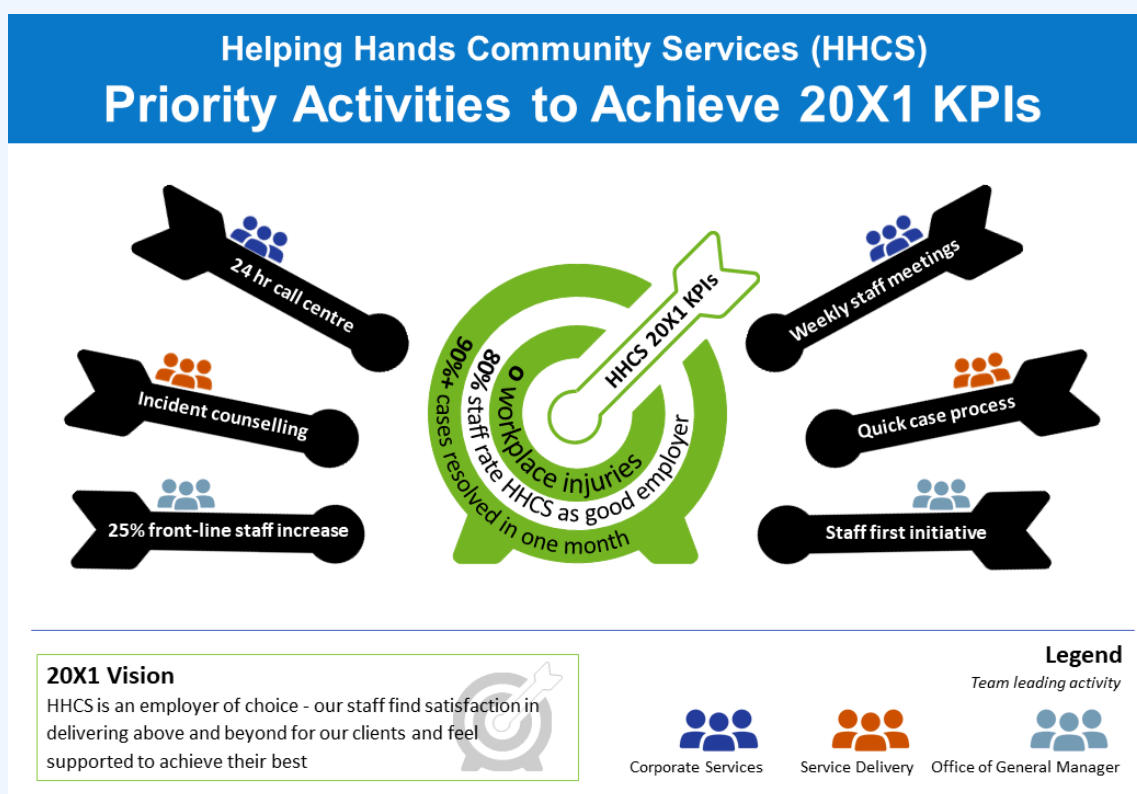 Helping Hands Community Services (HHCS)
Priority Activities to Achieve 20X1 KPIs
24 hr call centre
Incident counselling
25% front-line staff increase
HHCS 20X1 KPIs
0 workplace injuries
80% staff rate HHCS as good employer
90%+ cases resolved in one month
Weekly staff meetings
Quick case process
Staff first initiative
20X1 Vision
HHCS is an employer of choice - our staff find satisfaction in
delivering above and beyond for our clients and feel
supported to achieve their best
Legend
Team leading activity
Corporate Services
Service Delivery
Office of General Manager